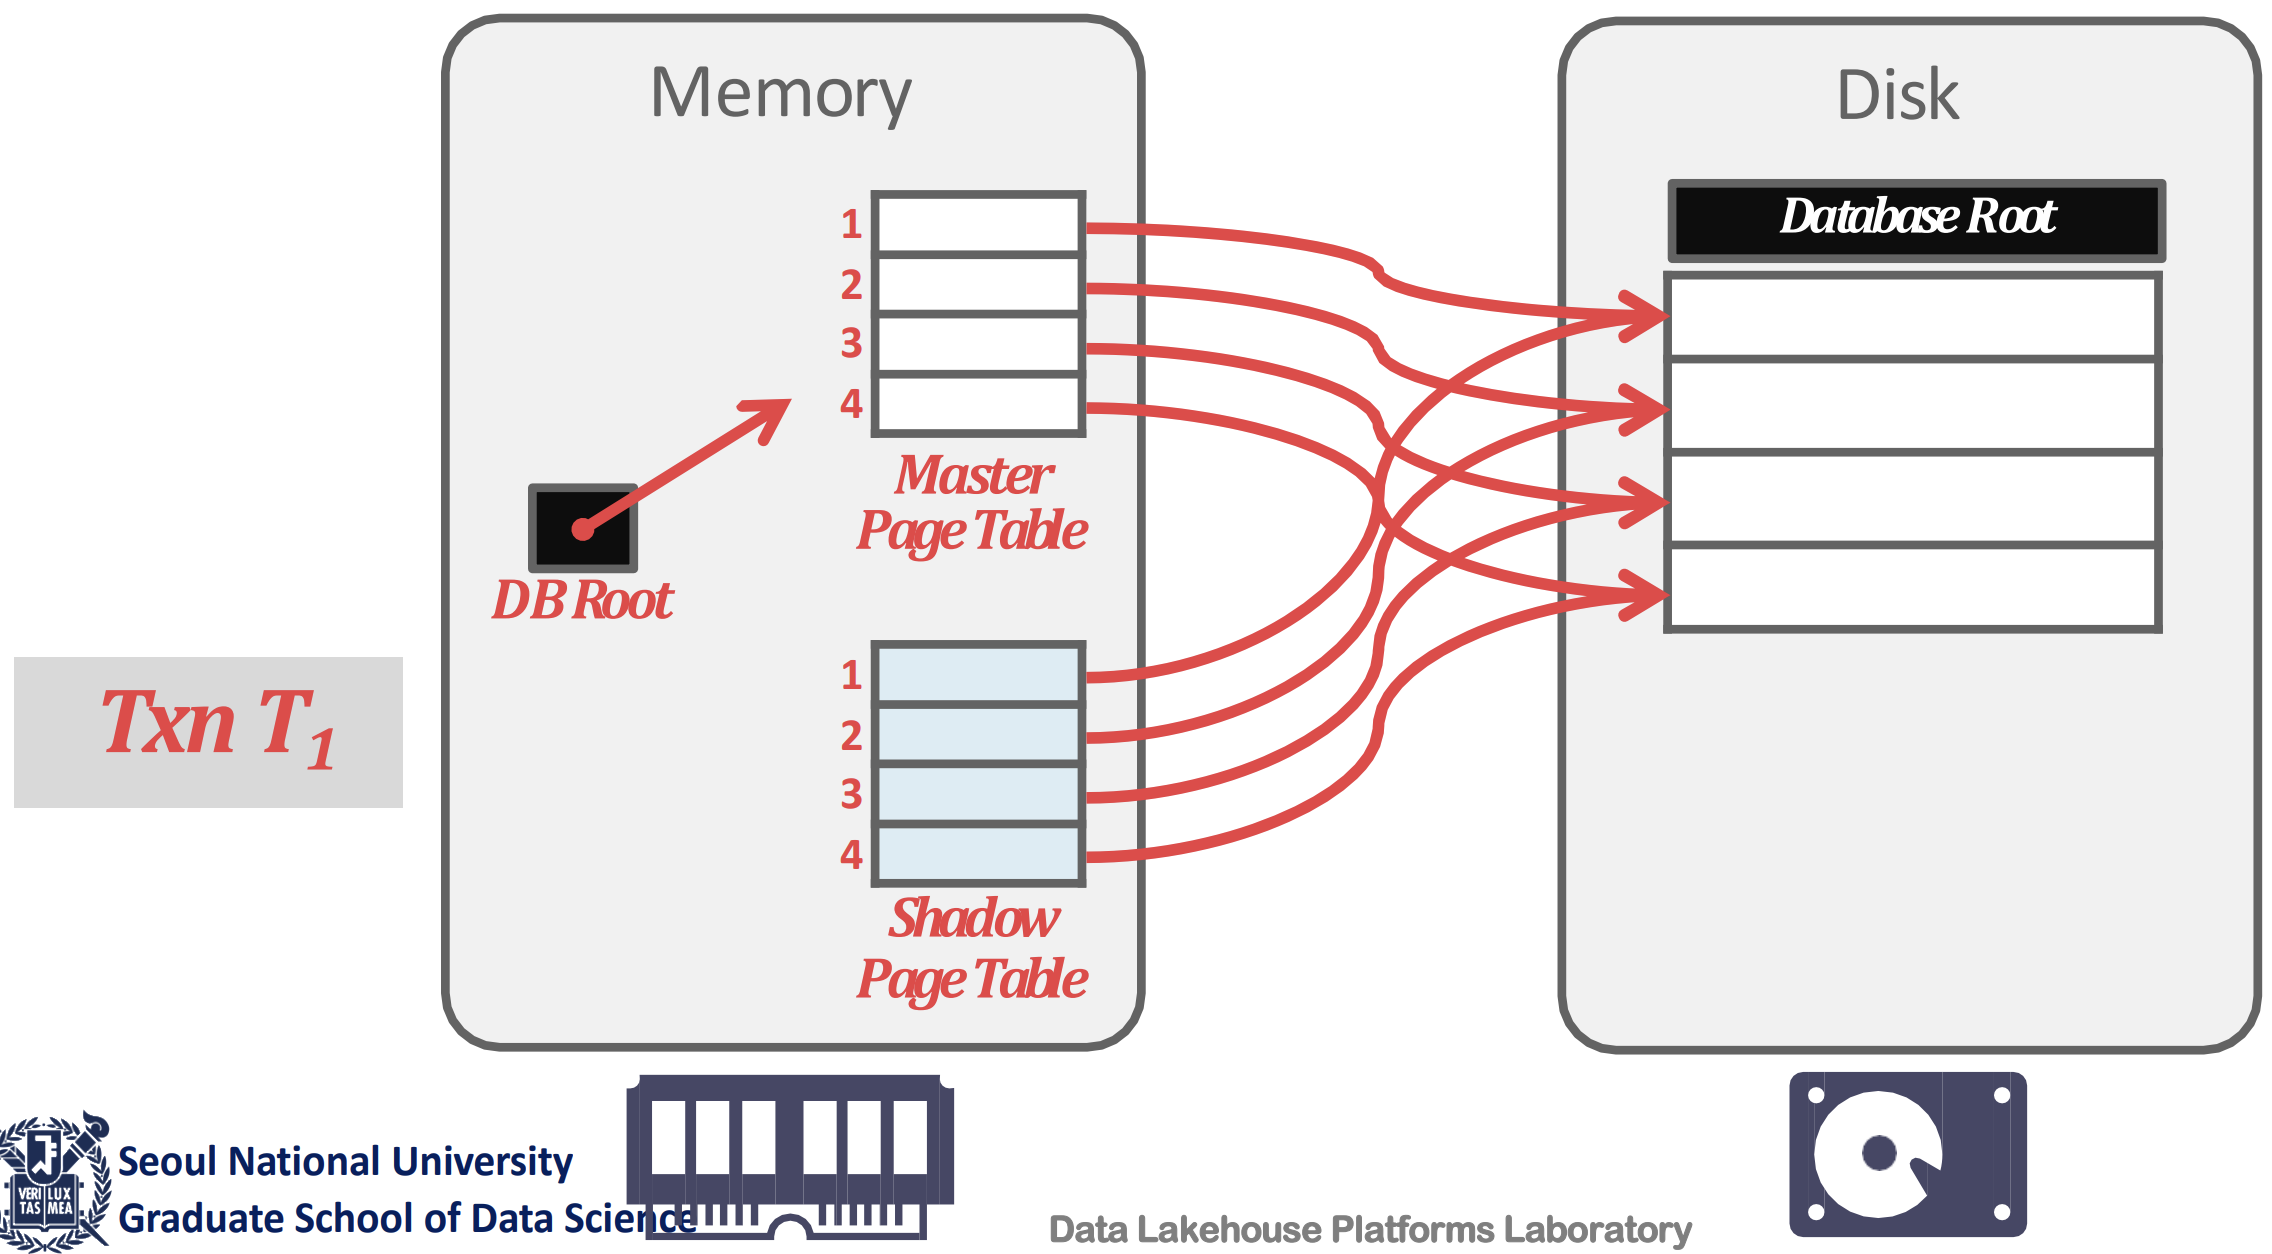 Memory
Disk
Database Root
1
2
3
4
Master
Page Table
DB Root
Txn T1
1
2
3
4
Shadow
Page Table
VERI LUX
TAS MEA
Seoul National University
Graduate School of Data Science
Data Lakehouse Platforms Laboratory